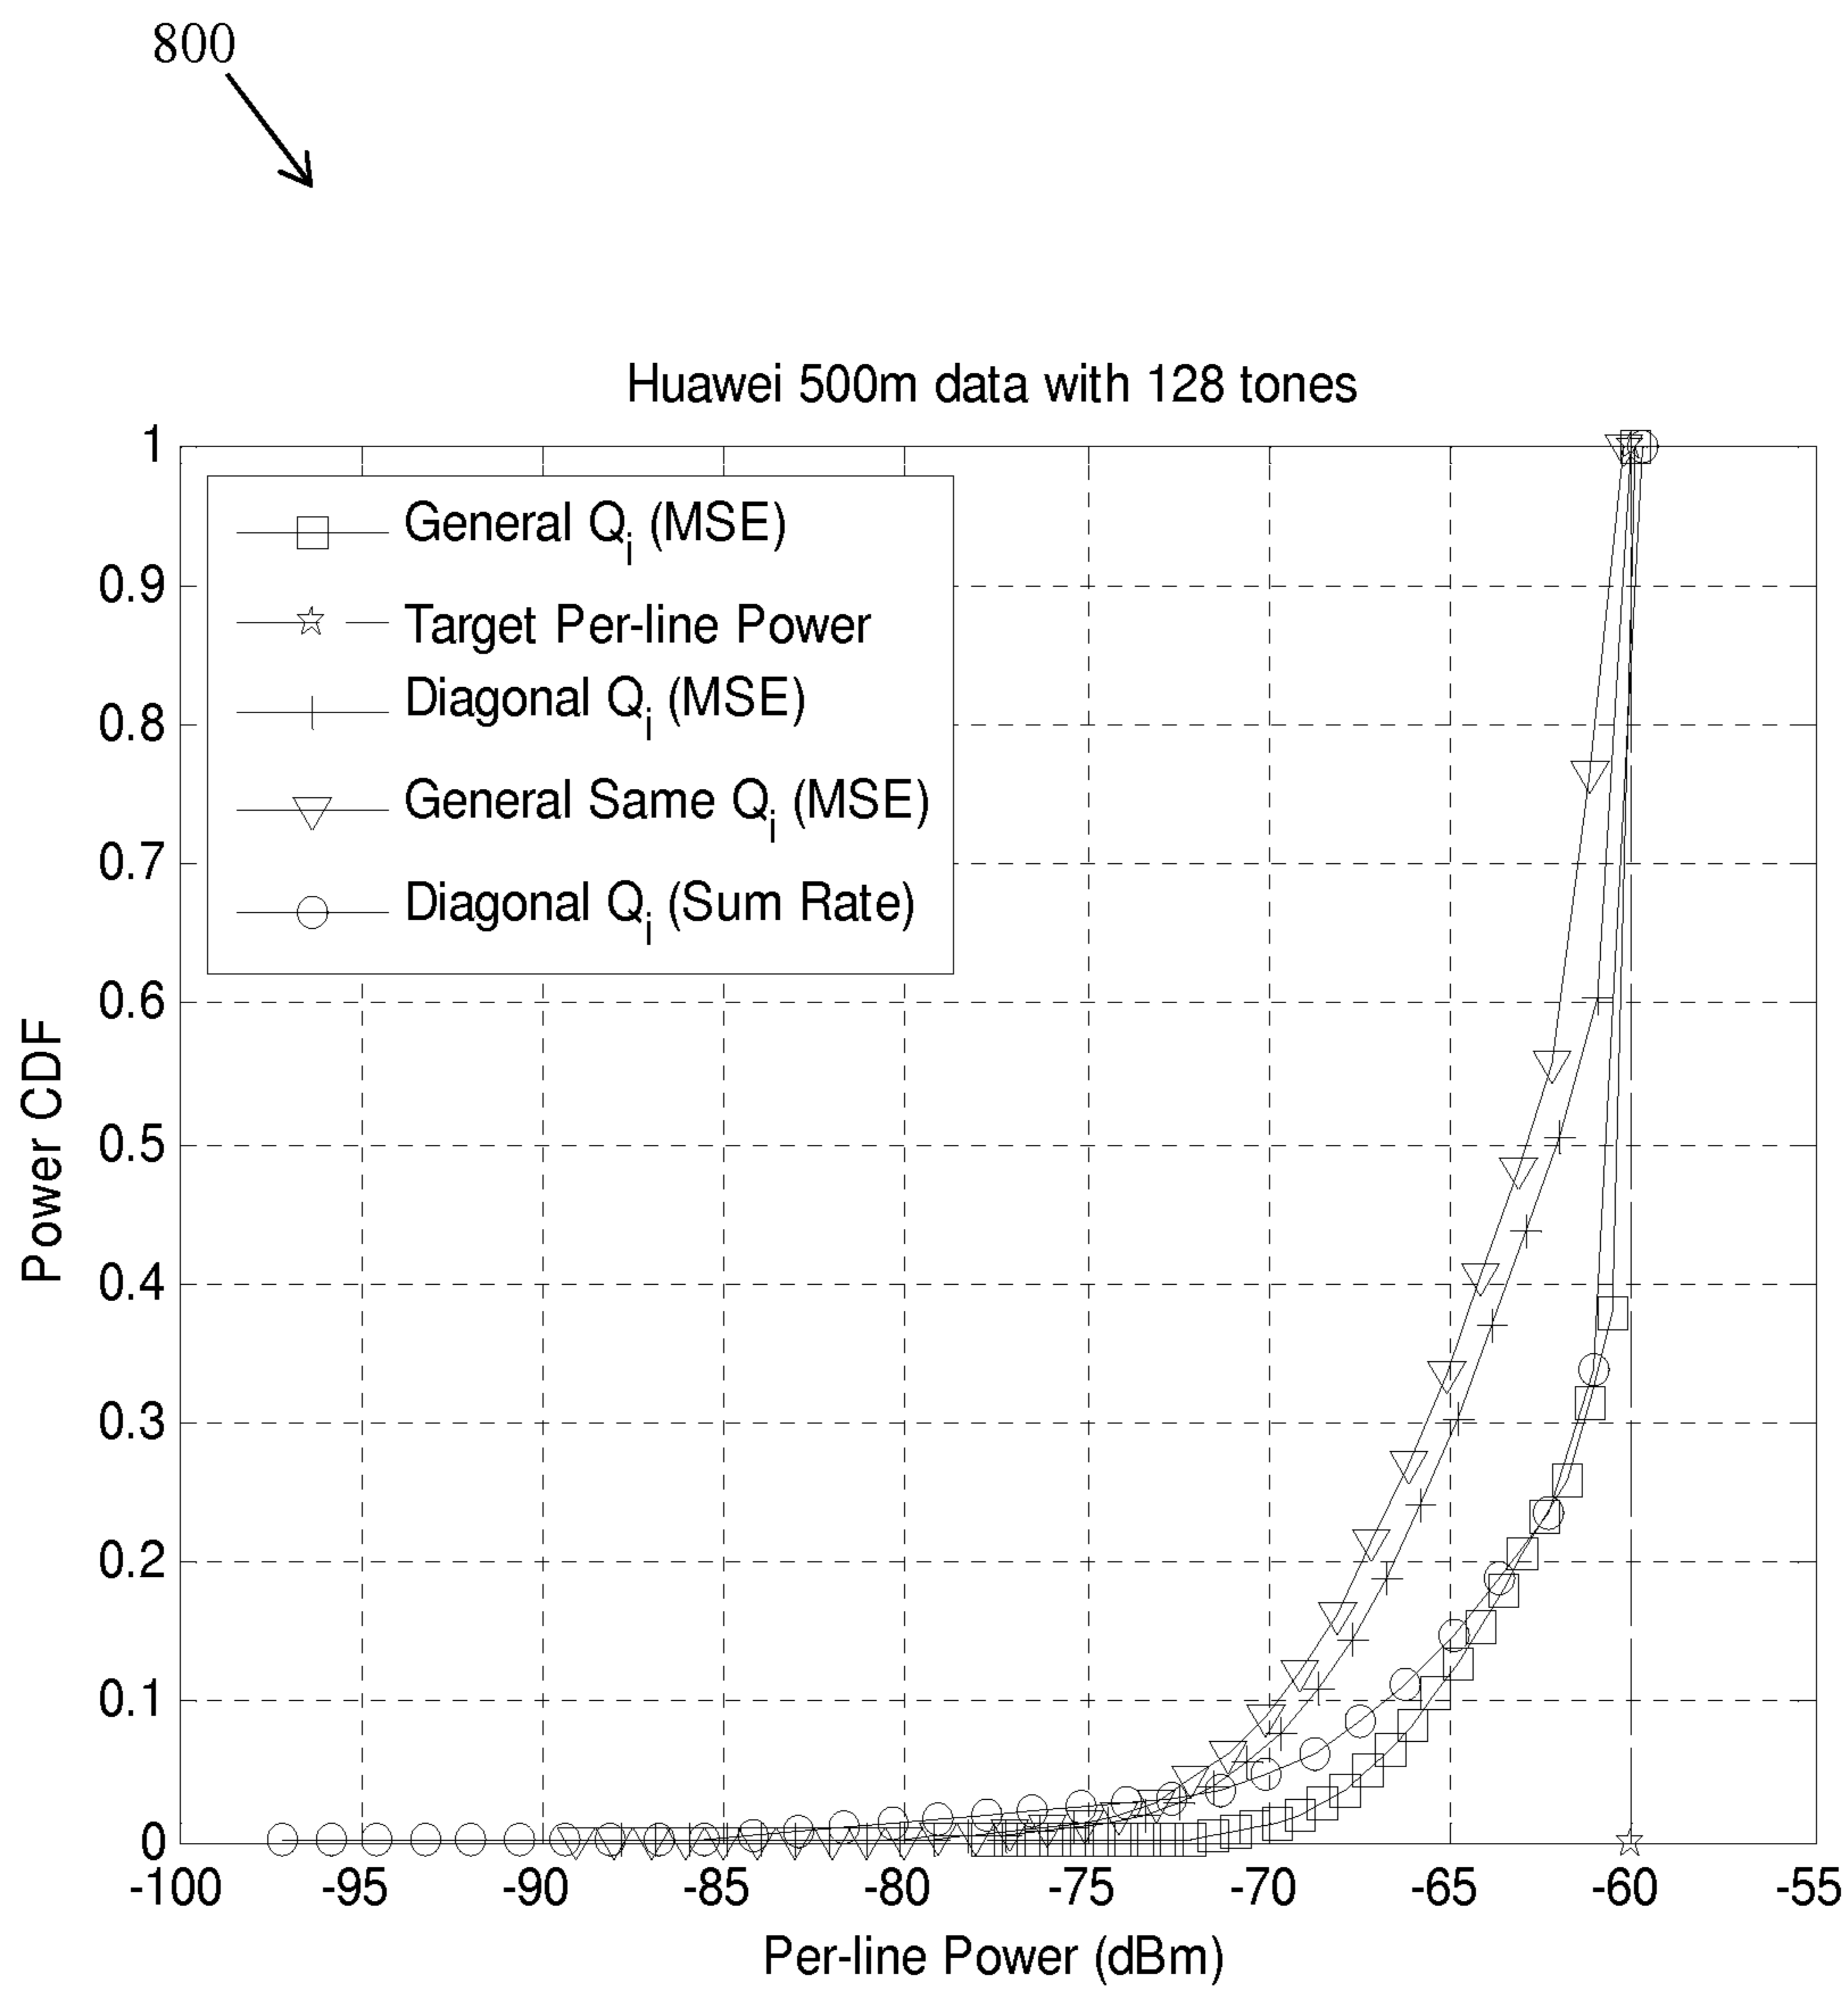 800
Huawei 500m data with 128 tones
General Qi (MSE)
Target Per-line Power
Diagonal Qi (MSE)
General Same Qi (MSE)
Diagonal Qi (Sum Rate)
1
0.9
0.8
0.7
0.6
0.5
0.4
0.3
0.2
0.1
0
Power CDF
-100 -95 -90 -85 -80 -75 -70 -65 -60 -55
Per-line Power (dBm)